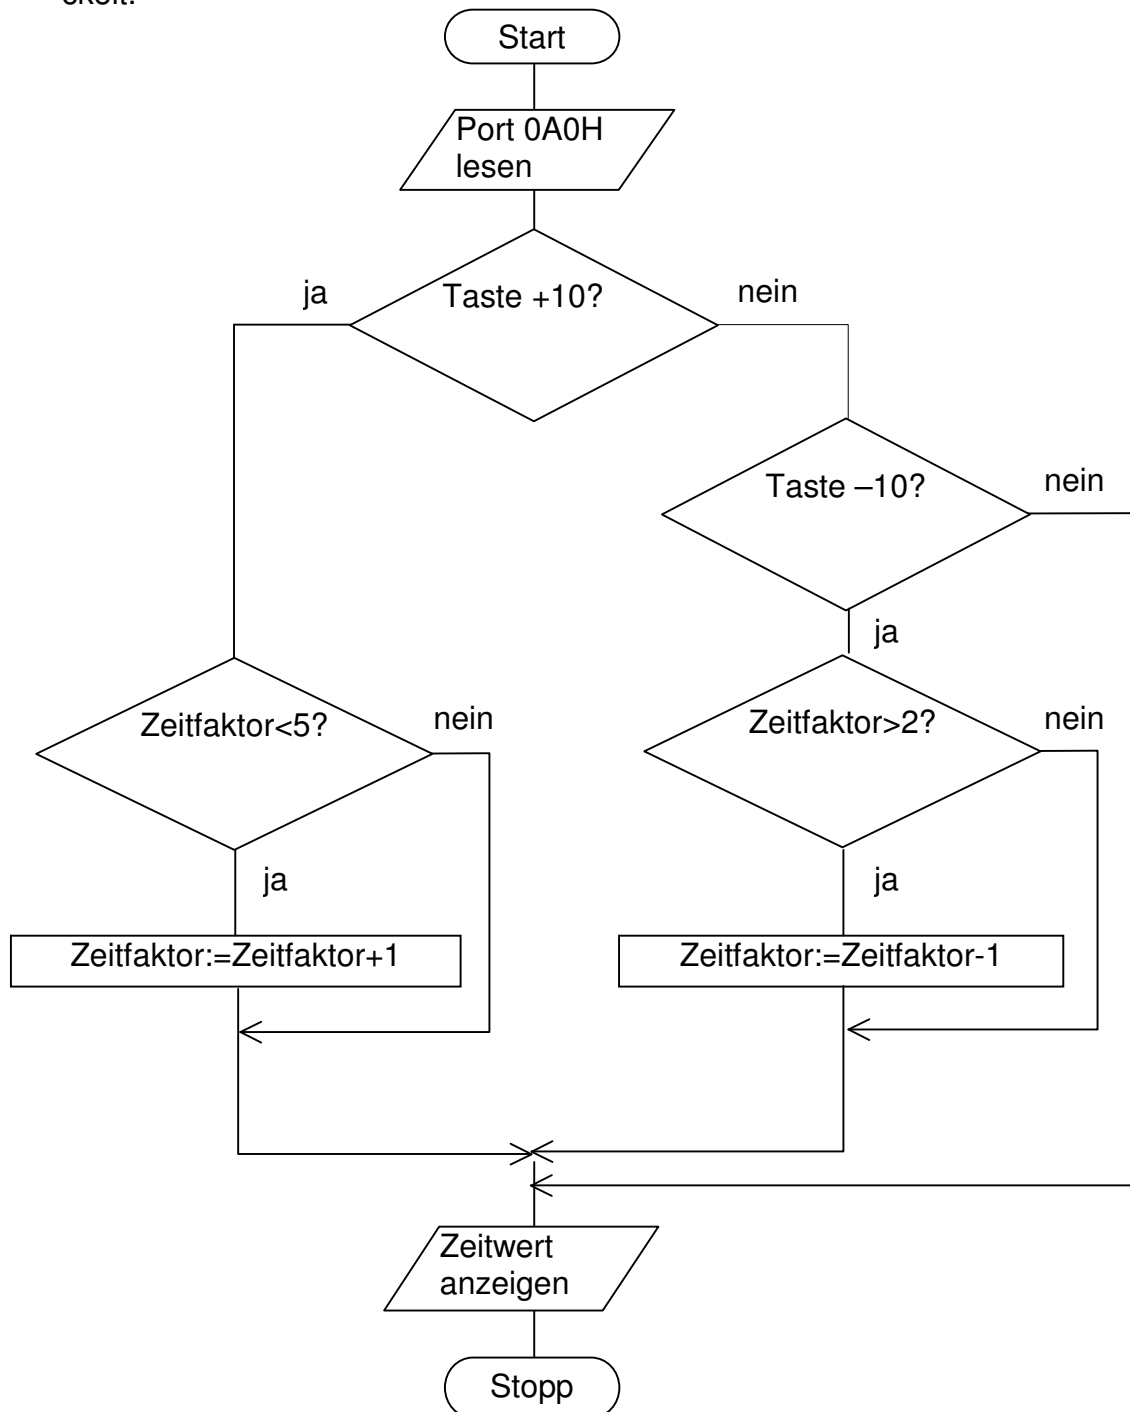 Start
Port 0A0H
lesen
ja
Taste +10?
nein
Taste –10?
nein
ja
Zeitfaktor<5?
nein
Zeitfaktor>2?
nein
ja
ja
Zeitfaktor:=Zeitfaktor+1
Zeitfaktor:=Zeitfaktor-1
Zeitwert
anzeigen
Stopp